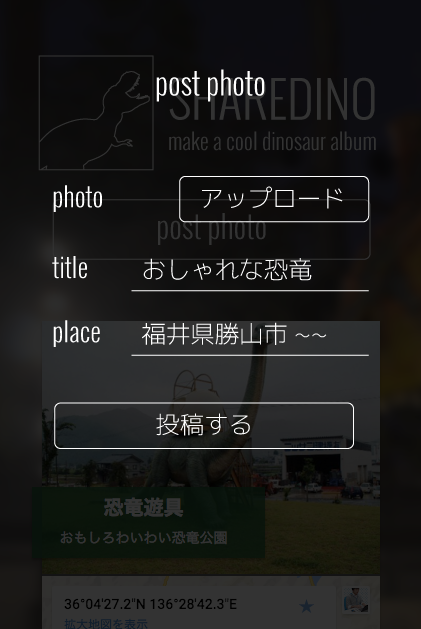 post photo
SHAREDINO
make a cool dinosaur album
photo
アップロード
post photo
title
おしゃれな恐竜
place
福井県勝山市 ~~
投稿する
恐竜遊具
おもしろわいわい恐竜公園
36°04'27.2"N 136°28'42.3"E
拡大地図を表示